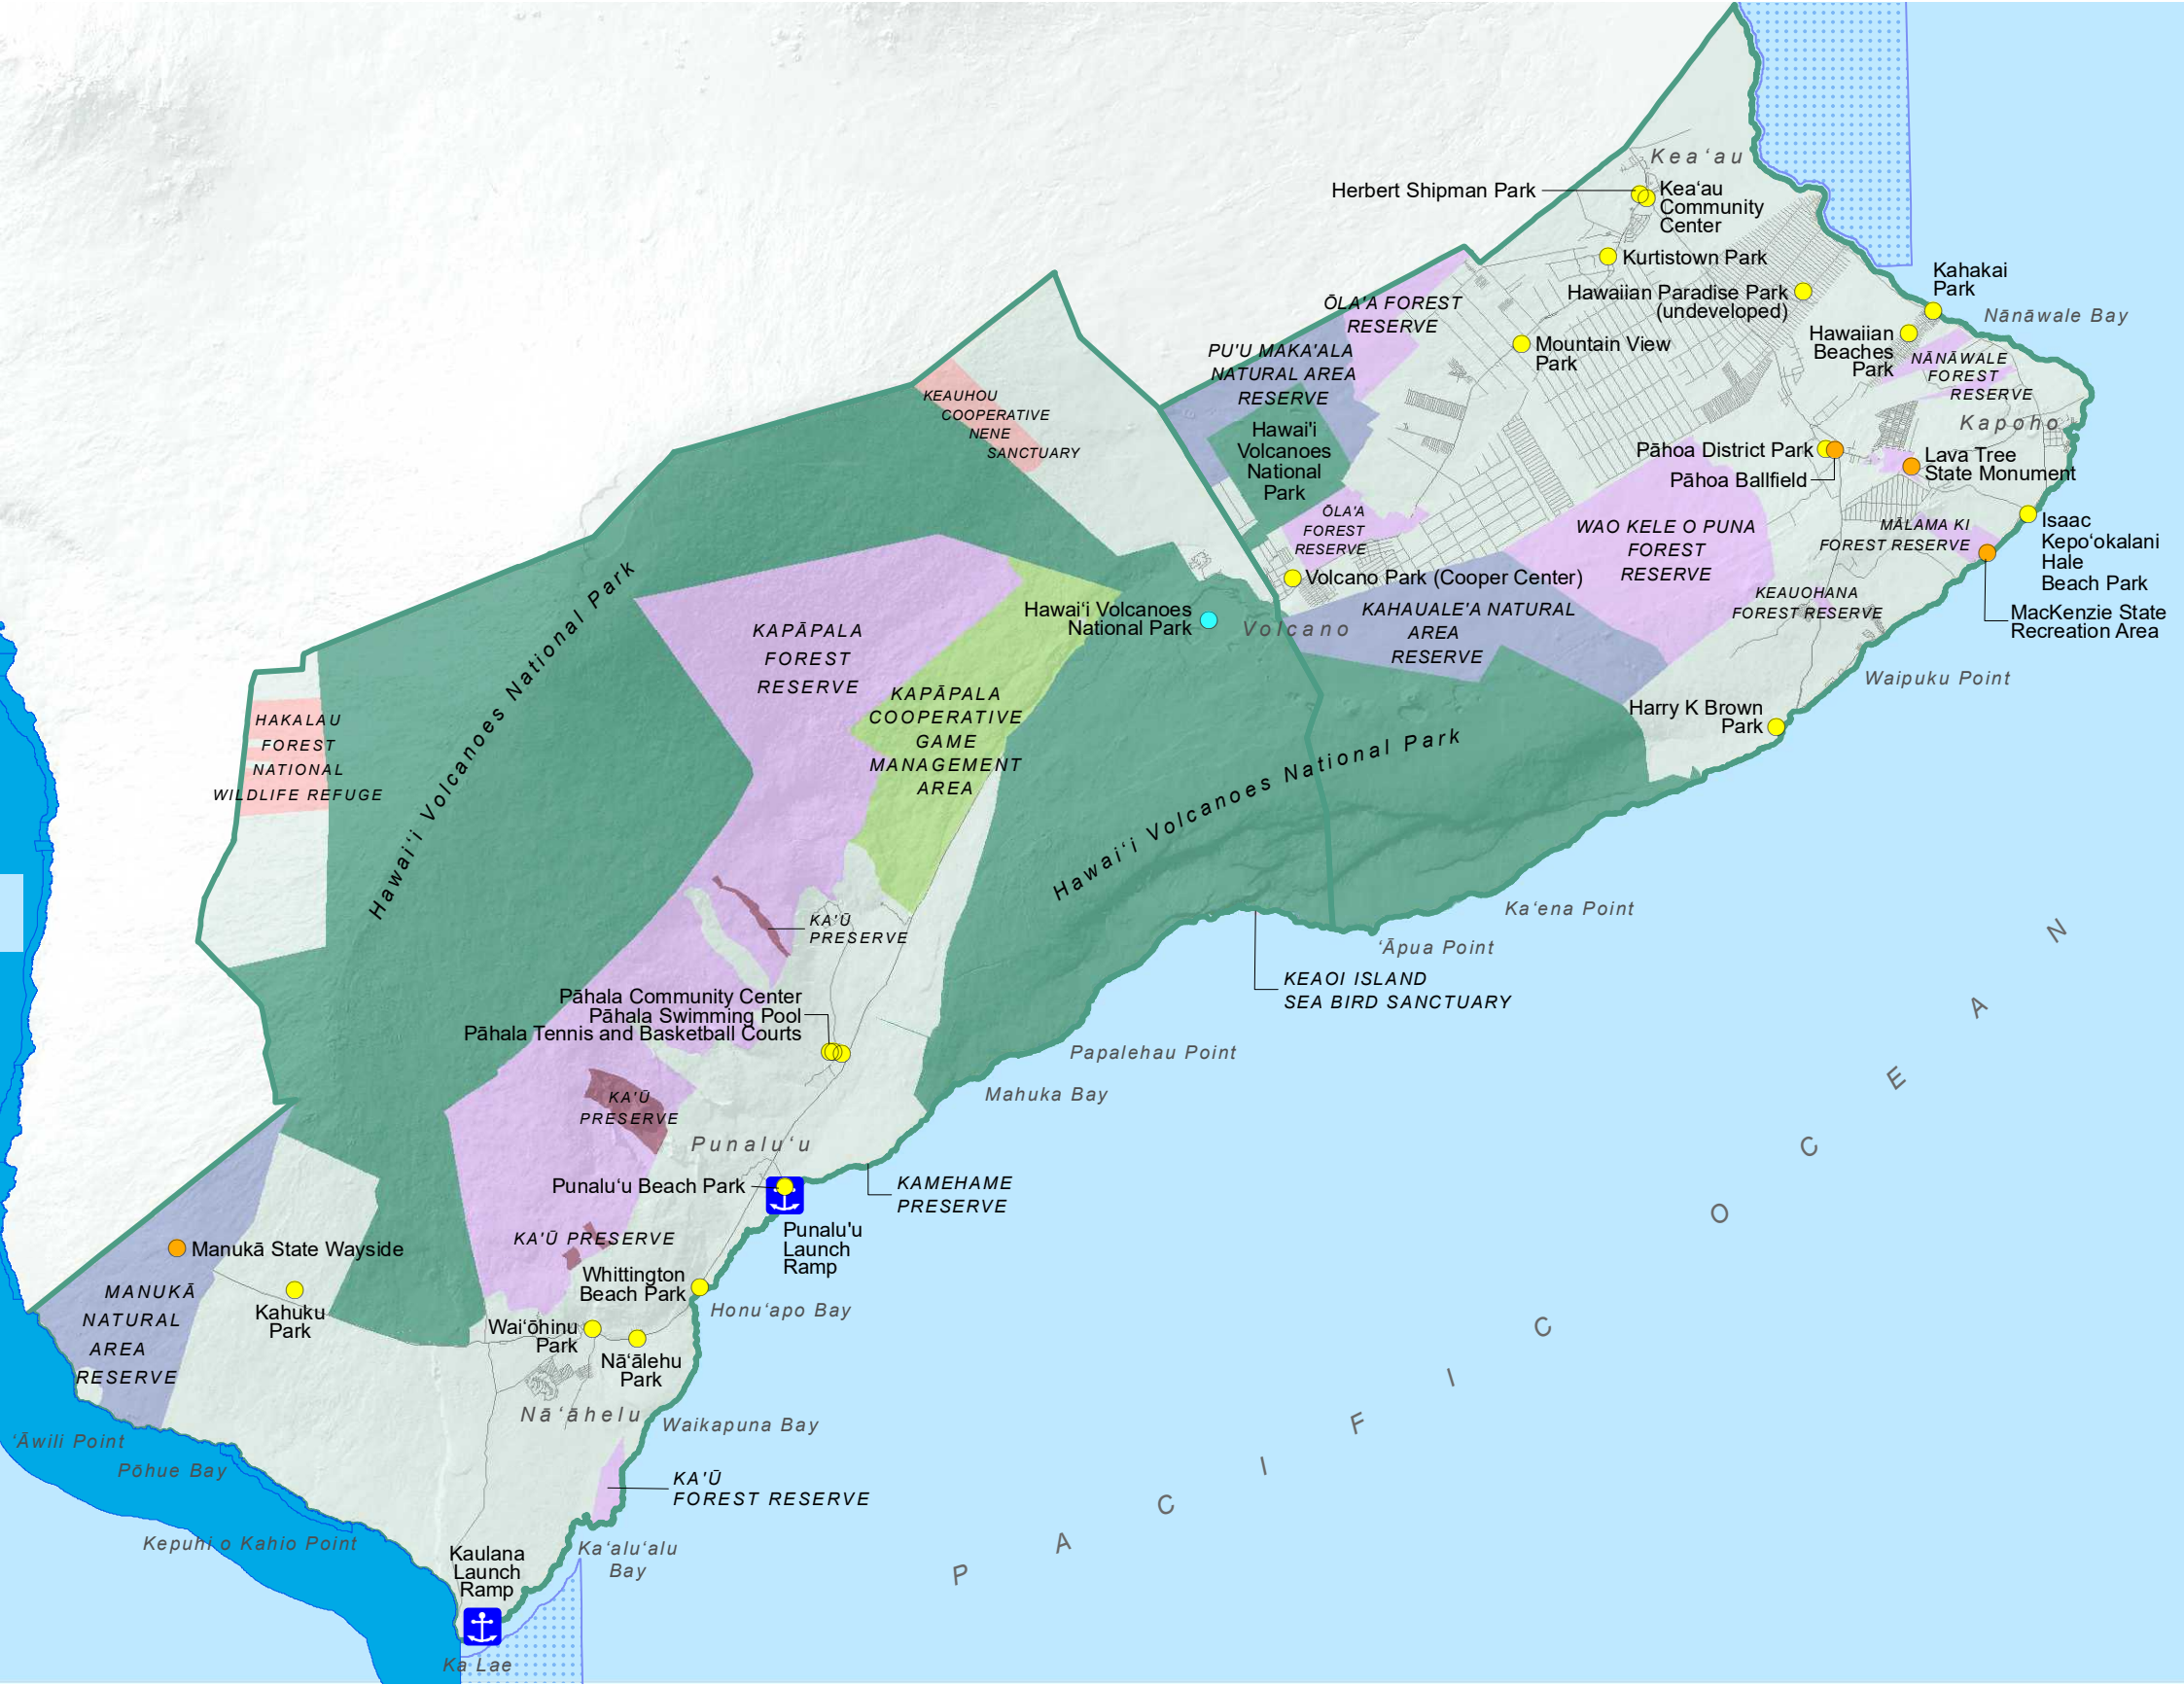 Kea‘au
Herbert Shipman Park
Kea‘au
Community
Center
Kurtistown Park
Kahakai
Park
Hawaiian Paradise Park
(undeveloped)
Nānāwale Bay
ŌLA'A FOREST
RESERVE
Mountain View
Park
Hawaiian
Beaches
Park
NĀNĀWALE
FOREST
RESERVE
PU'U MAKA'ALA
NATURAL AREA
RESERVE
KEAUHOU
COOPERATIVE
NENE
SANCTUARY
Kapoho
Hawai'i
Volcanoes
National
Park
Pāhoa District Park
Pāhoa Ballfield
Lava Tree
State Monument
ŌLA'A
FOREST
RESERVE
WAO KELE O PUNA
FOREST
RESERVE
MĀLAMA KI
FOREST RESERVE
Isaac
Kepo‘okalani
Hale
Beach Park
Volcano Park (Cooper Center)
KEAUOHANA
FOREST RESERVE
MacKenzie State
Recreation Area
Hawai‘i Volcanoes
National Park
Volcano
KAHAUALE'A NATURAL
AREA
RESERVE
Hawai‘i Volcanoes National Park
KAPĀPALA
FOREST
RESERVE
KAPĀPALA
COOPERATIVE
GAME
MANAGEMENT
AREA
Waipuku Point
Harry K Brown
Park
HAKALAU
FOREST
NATIONAL
WILDLIFE REFUGE
Hawai‘i Volcanoes National Park
Ka‘ena Point
KA'Ū
PRESERVE
‘Āpua Point
KEAOI ISLAND
SEA BIRD SANCTUARY
Pāhala Community Center
Pāhala Swimming Pool
Pāhala Tennis and Basketball Courts
Papalehau Point
Mahuka Bay
KA'Ū
PRESERVE
Punalu‘u
Punalu‘u Beach Park
KAMEHAME
PRESERVE
Punalu'u
Launch
Ramp
KA'Ū PRESERVE
Manukā State Wayside
MANUKĀ
NATURAL
AREA
RESERVE
Kahuku
Park
Whittington
Beach Park
Honu‘apo Bay
Wai‘ōhinu
Park
Nā‘ālehu
Park
Nā‘āhelu
Waikapuna Bay
‘Āwili Point
Pōhue Bay
KA'Ū
FOREST RESERVE
Kepuhi o Kahio Point
Kaulana
Launch
Ramp
Ka‘alu‘alu
Bay
Ka Lae
PACIFIC OCEAN